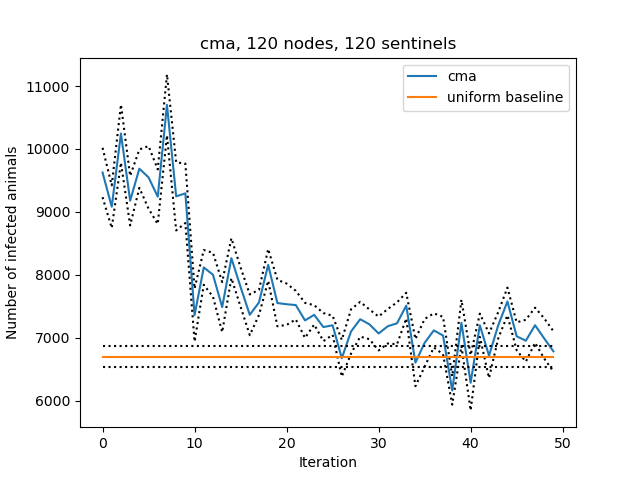 cma, 120 nodes, 120 sentinels
cma
uniform baseline
Number of infected animals
11000
10000
9000
8000
7000
6000
0 10 20 30 40 50
Iteration